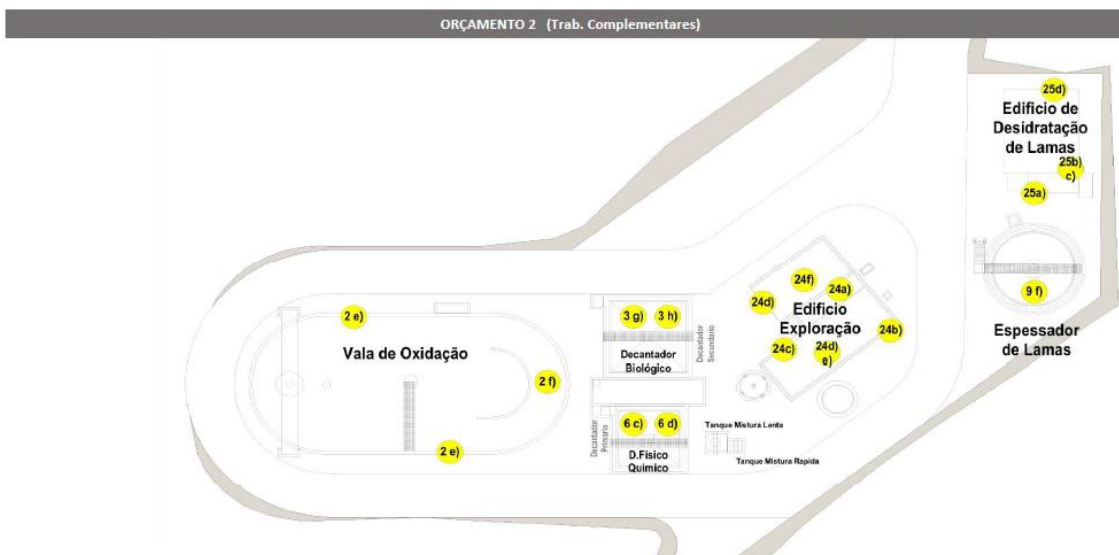 ORÇAMENTO 2 (Trab. Complementares)
25d)
Edificio de
Desidratação
de Lamas
25b)
c)
25a)
9 f)
Espessador
de Lamas
24f)
24a)
24d)
Edificio
Exploração
24b)
24c)
24d)
e)
2 e)
Vala de Oxidação
2 f)
2 e)
3 g)
3 h)
Decantador
Biológico
Decantador
Secundario
6 c)
6 d)
Decantador
Primario
D.Fisico
Quimico
Tanque Mistura Lenta
Tanque Mistura Rapida